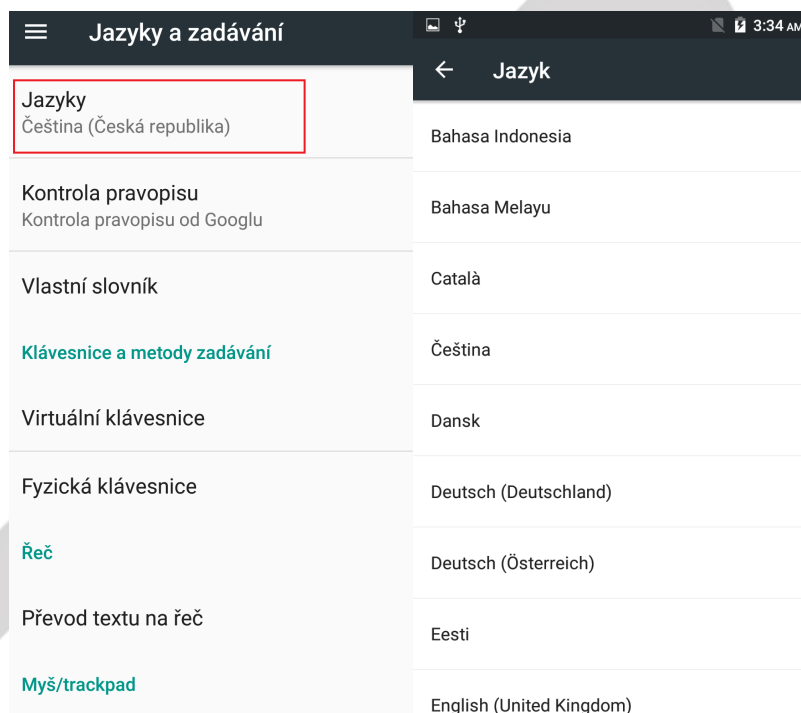 Jazyky a zadávání
Jazyky
Čeština (Česká republika)
Kontrola pravopisu
Kontrola pravopisu od Googlu
Vlastní slovník
Klávesnice a metody zadávání
Virtuální klávesnice
Fyzická klávesnice
Řeč
Převod textu na řeč
Myš/trackpad
3:34 AM
Jazyk
Bahasa Indonesia
Bahasa Melayu
Català
Čeština
Dansk
Deutsch (Deutschland)
Deutsch (Österreich)
Eesti
English (United Kingdom)